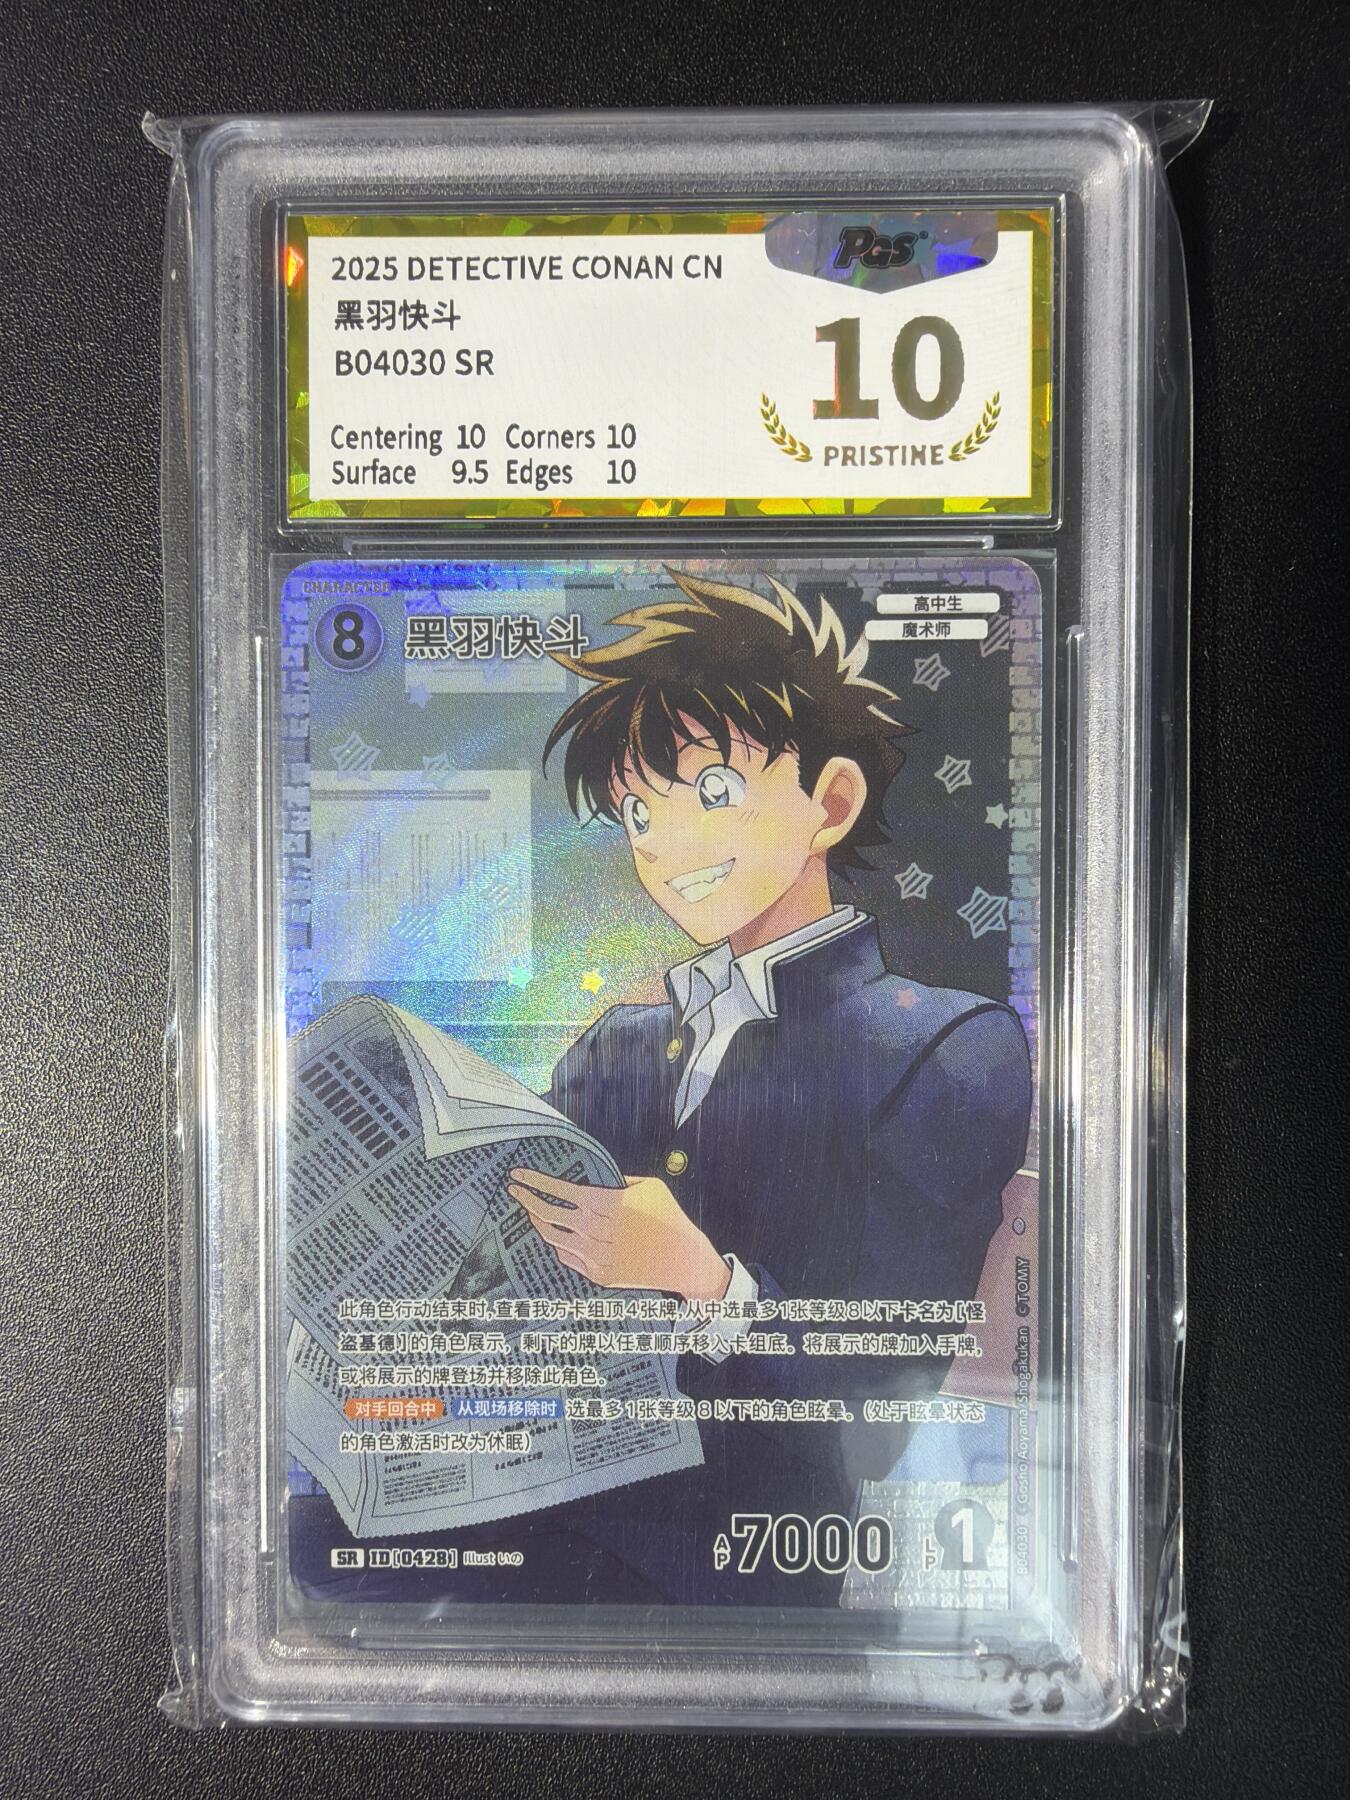 PGS
2025 DETECTIVE CONAN CN
黑羽快斗
B04030 SR
10
PRISTINE
Centering 10 Corners 10
Surface 9.5 Edges 10
CHARACTER
8 黑羽快斗
高中生
魔术师
此角色行动结束时,查看我方卡组顶4张牌,从中选最多1张等级8以下卡名为[怪
盗基德]的角色展示，剩下的牌以任意顺序移入卡组底。将展示的牌加入手牌,
或将展示的牌登场并移除此角色。
对手回合中 从现场移除时 选最多1张等级8以下的角色眩晕。(处于眩晕状态
的角色激活时改为休眠)
AP 7000 LP 1
SR ID[0428] Illust いの
B04030 ©Gosho Aoyama/Shogakukan ©TOMY